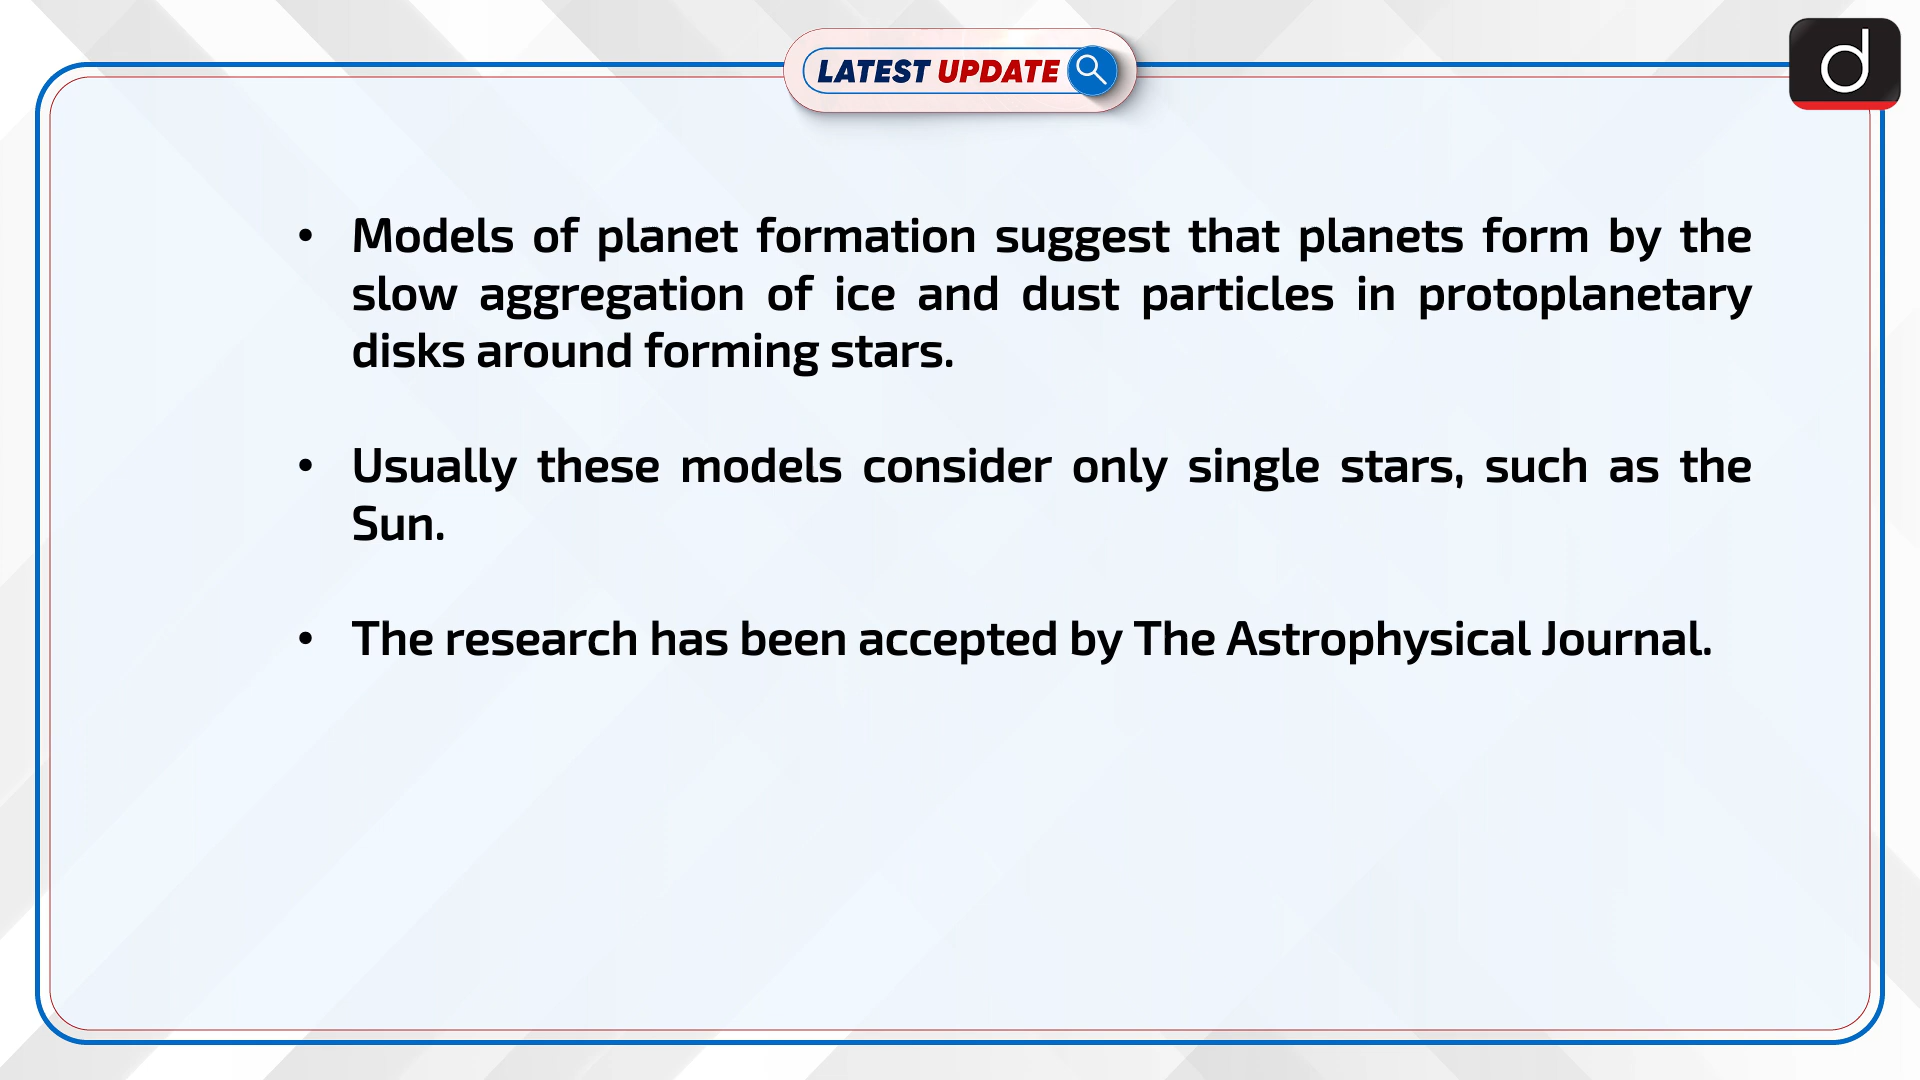 LATEST UPDATE
d
• Models of planet formation suggest that planets form by the
slow aggregation of ice and dust particles in protoplanetary
disks around forming stars.
• Usually these models consider only single stars, such as the
Sun.
• The research has been accepted by The Astrophysical Journal.